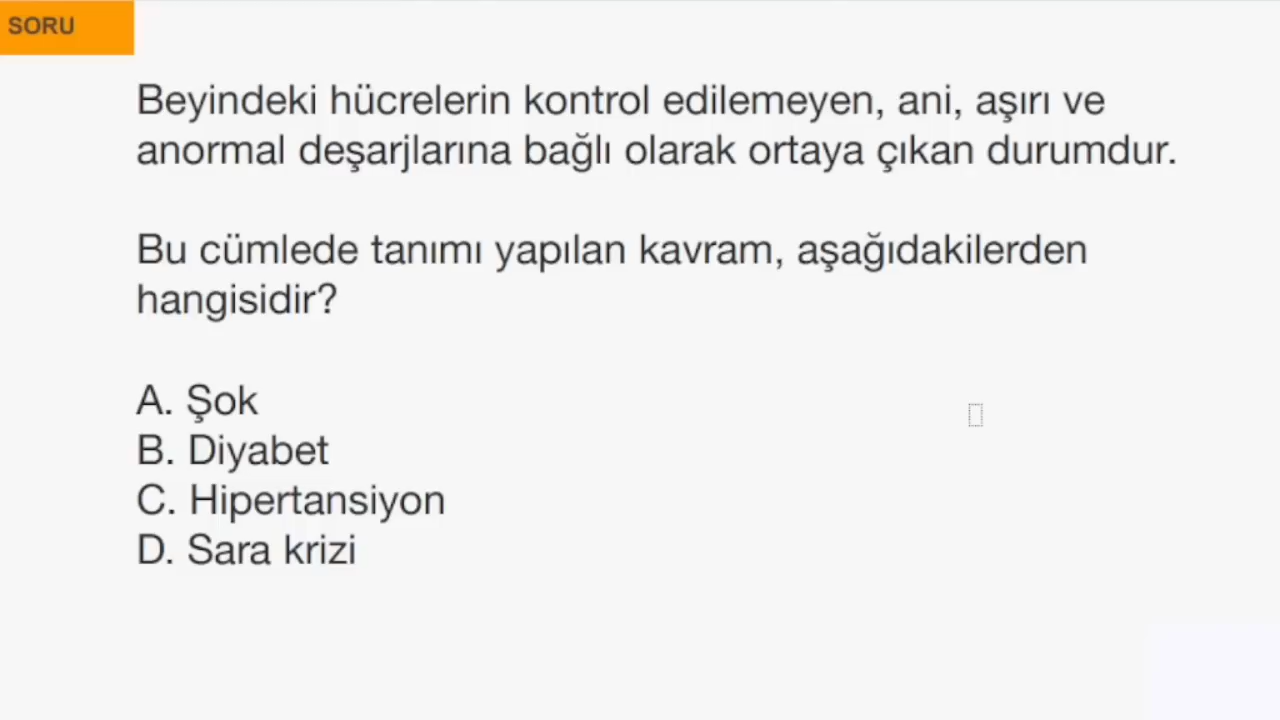 SORU
Beyindeki hücrelerin kontrol edilemeyen, ani, aşırı ve
anormal deşarjlarına bağlı olarak ortaya çıkan durumdur.
Bu cümlede tanımı yapılan kavram, aşağıdakilerden
hangisidir?
A. Şok
B. Diyabet
C. Hipertansiyon
D. Sara krizi